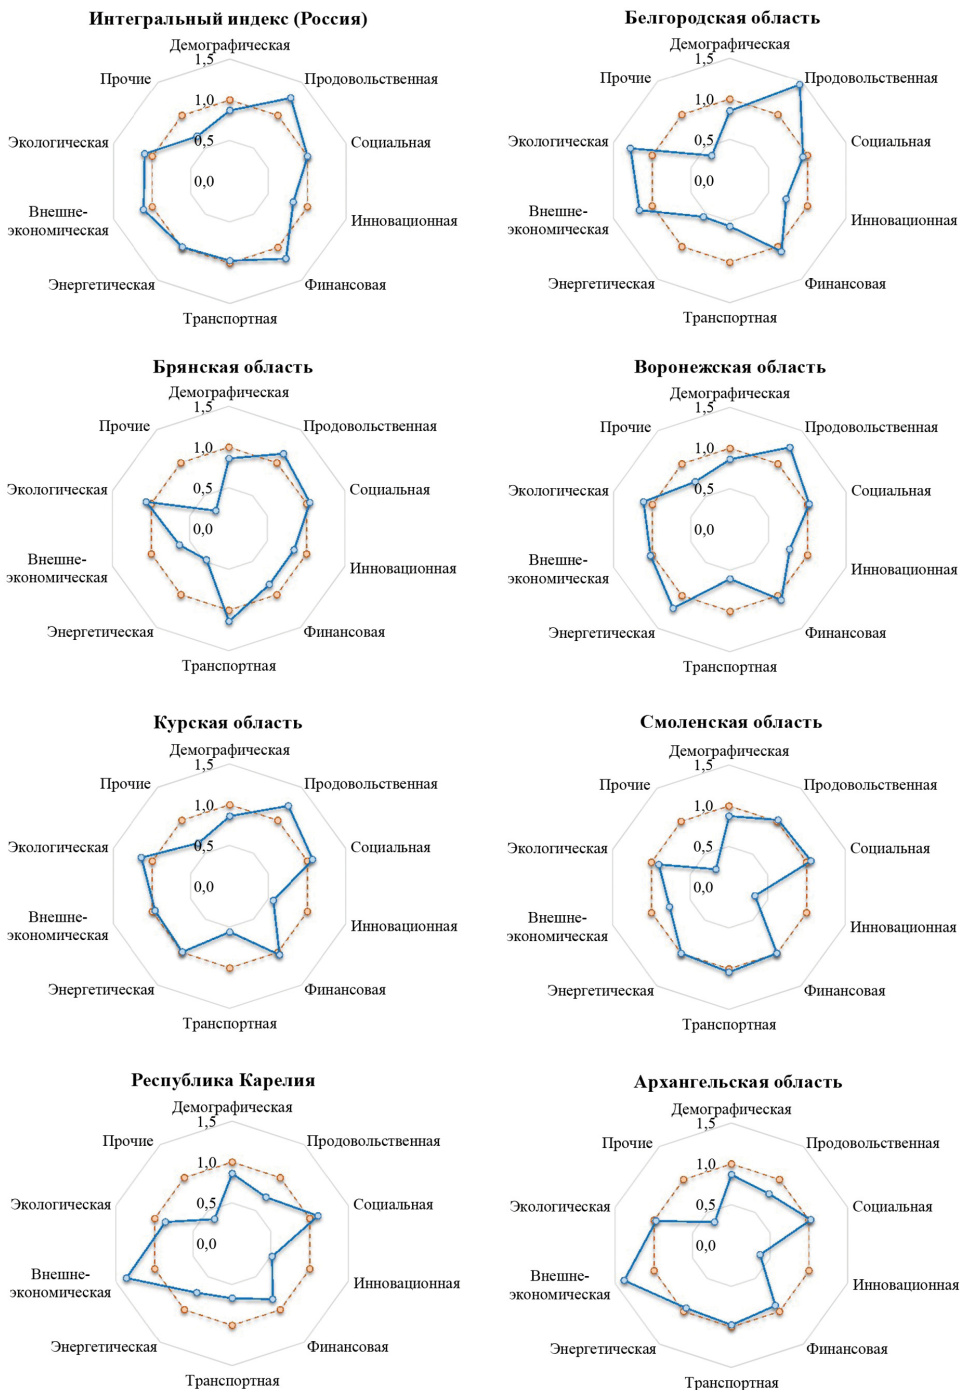 Интегральный индекс (Россия)
Демографическая
1,5
Прочие
Продовольственная
1,0
Экологическая
0,5
Социальная
0,0
Внешне-
экономическая
Инновационная
Энергетическая
Финансовая
Транспортная
Белгородская область
Демографическая
1,5
Прочие
Продовольственная
1,0
Экологическая
0,5
Социальная
0,0
Внешне-
экономическая
Инновационная
Энергетическая
Финансовая
Транспортная
Брянская область
Демографическая
1,5
Прочие
Продовольственная
1,0
Экологическая
0,5
Социальная
0,0
Внешне-
экономическая
Инновационная
Энергетическая
Финансовая
Транспортная
Воронежская область
Демографическая
1,5
Прочие
Продовольственная
1,0
Экологическая
0,5
Социальная
0,0
Внешне-
экономическая
Инновационная
Энергетическая
Финансовая
Транспортная
Курская область
Демографическая
1,5
Прочие
Продовольственная
1,0
Экологическая
0,5
Социальная
0,0
Внешне-
экономическая
Инновационная
Энергетическая
Финансовая
Транспортная
Смоленская область
Демографическая
1,5
Прочие
Продовольственная
1,0
Экологическая
0,5
Социальная
0,0
Внешне-
экономическая
Инновационная
Энергетическая
Финансовая
Транспортная
Республика Карелия
Демографическая
1,5
Прочие
Продовольственная
1,0
Экологическая
0,5
Социальная
0,0
Внешне-
экономическая
Инновационная
Энергетическая
Финансовая
Транспортная
Архангельская область
Демографическая
1,5
Прочие
Продовольственная
1,0
Экологическая
0,5
Социальная
0,0
Внешне-
экономическая
Инновационная
Энергетическая
Финансовая
Транспортная